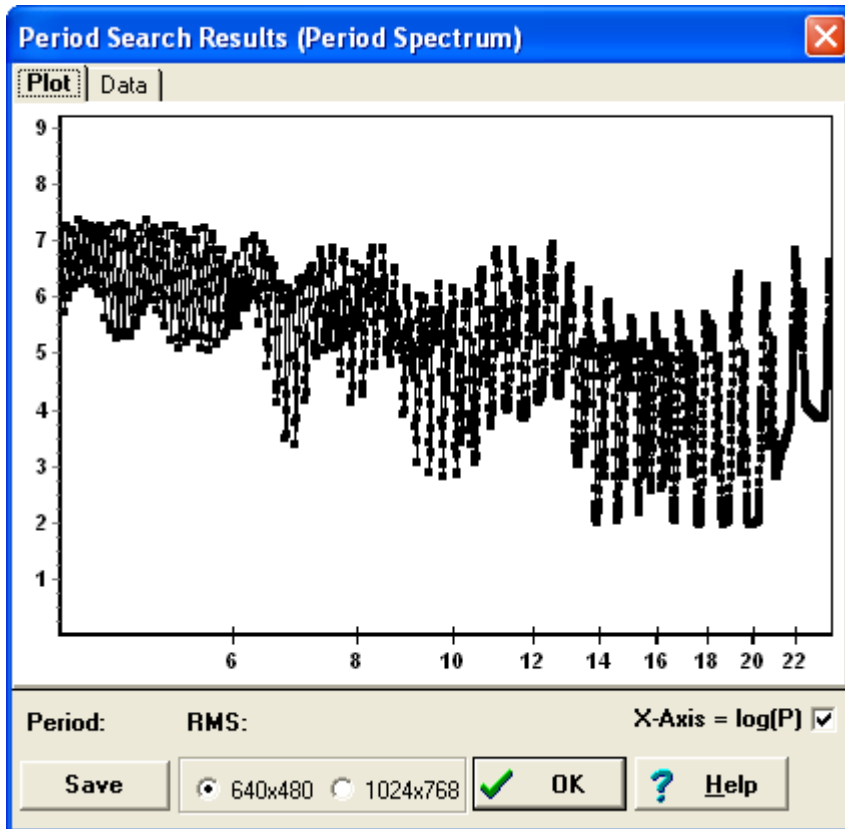 Period Search Results (Period Spectrum)
Plot Data
9
8
7
6
5
4
3
2
1
6 8 10 12 14 16 18 20 22
Period: RMS: X-Axis = log(P)
Save 640x480 1024x768 OK ? Help